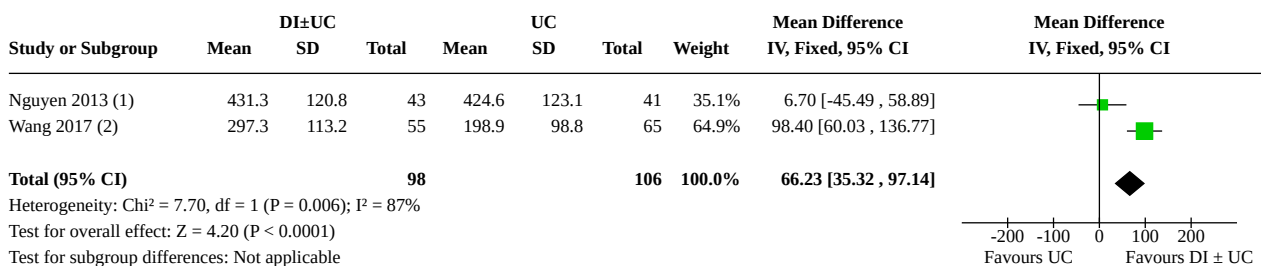 DI±UC UC Mean Difference Mean Difference
Study or Subgroup Mean SD Total Mean SD Total Weight IV, Fixed, 95% CI IV, Fixed, 95% CI
Nguyen 2013 (1) 431.3 120.8 43 424.6 123.1 41 35.1% 6.70 [-45.49 , 58.89]
Wang 2017 (2) 297.3 113.2 55 198.9 98.8 65 64.9% 98.40 [60.03 , 136.77]
Total (95% CI) 98 106 100.0% 66.23 [35.32 , 97.14]
Heterogeneity: Chi² = 7.70, df = 1 (P = 0.006); I² = 87%
Test for overall effect: Z = 4.20 (P < 0.0001) -200 -100 0 100 200
Test for subgroup differences: Not applicable Favours UC Favours DI ± UC